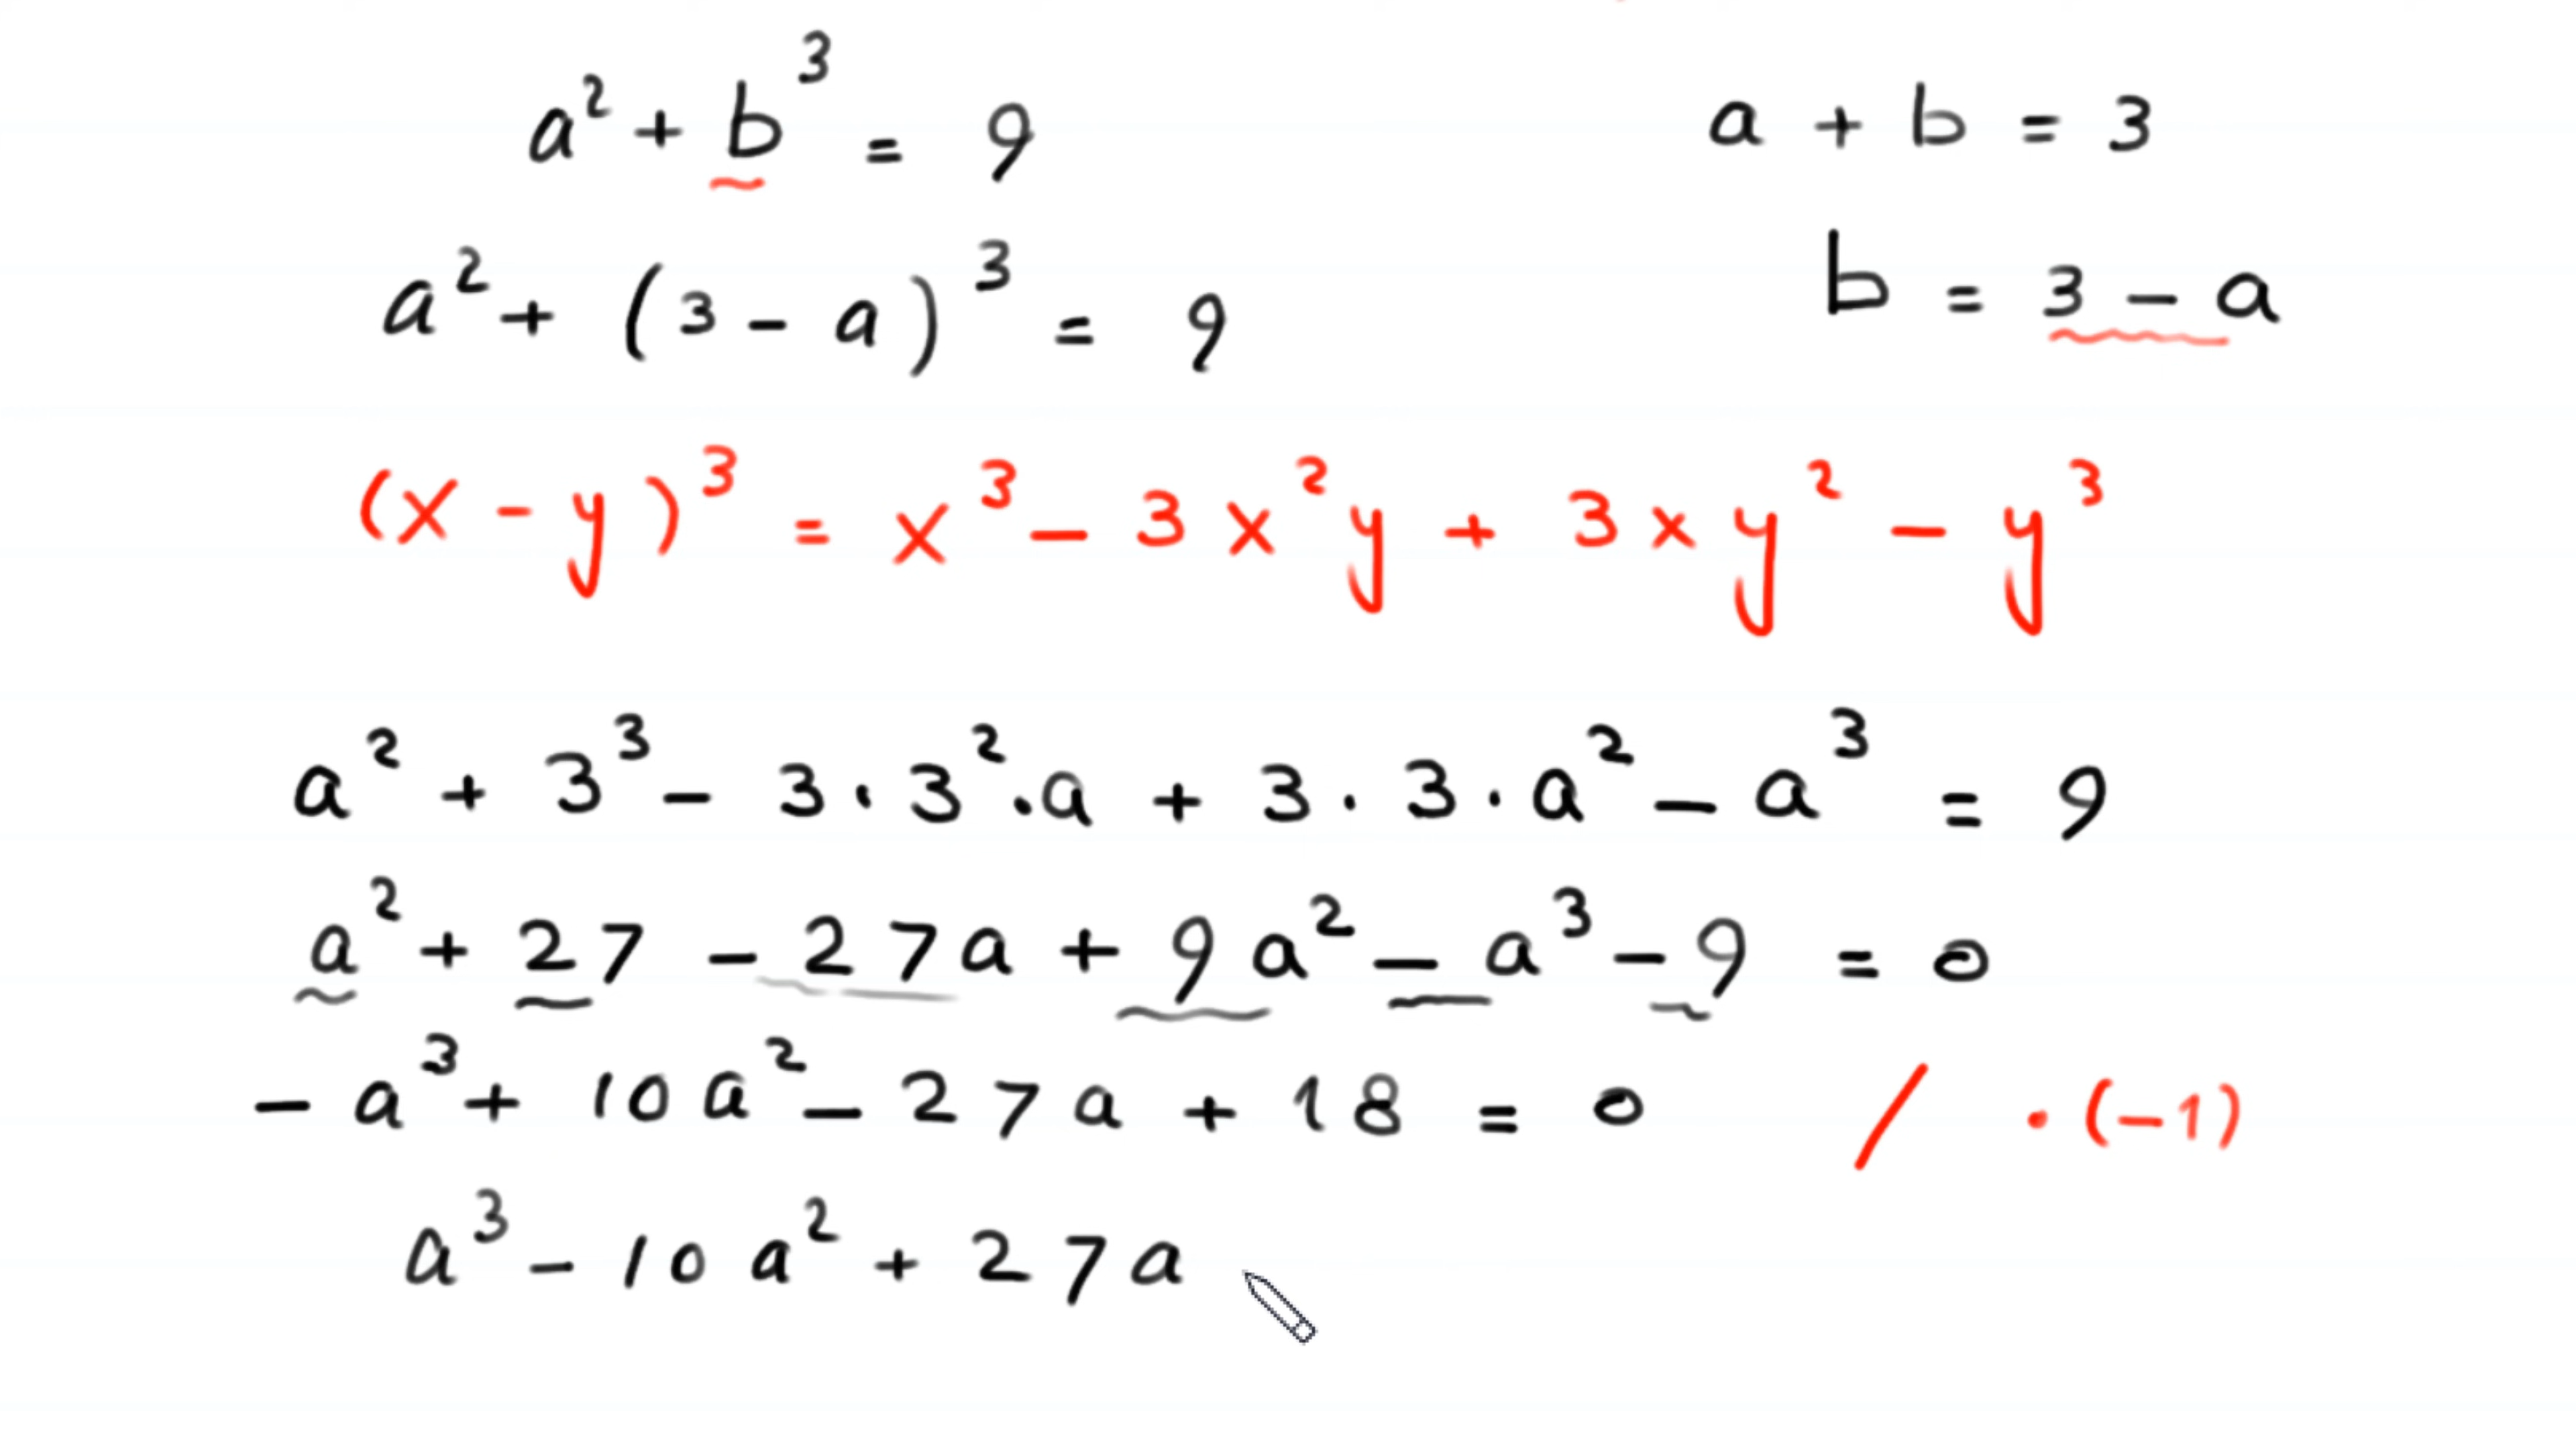 a² + b³ = 9
a + b = 3
a² + (3 - a)³ = 9
b = 3 - a
(x - y)³ = x³ - 3x²y + 3xy² - y³
a² + 3³ - 3·3²·a + 3·3·a² - a³ = 9
a² + 27 - 27a + 9a² - a³ - 9 = 0
- a³ + 10a² - 27a + 18 = 0 / ·(-1)
a³ - 10a² + 27a